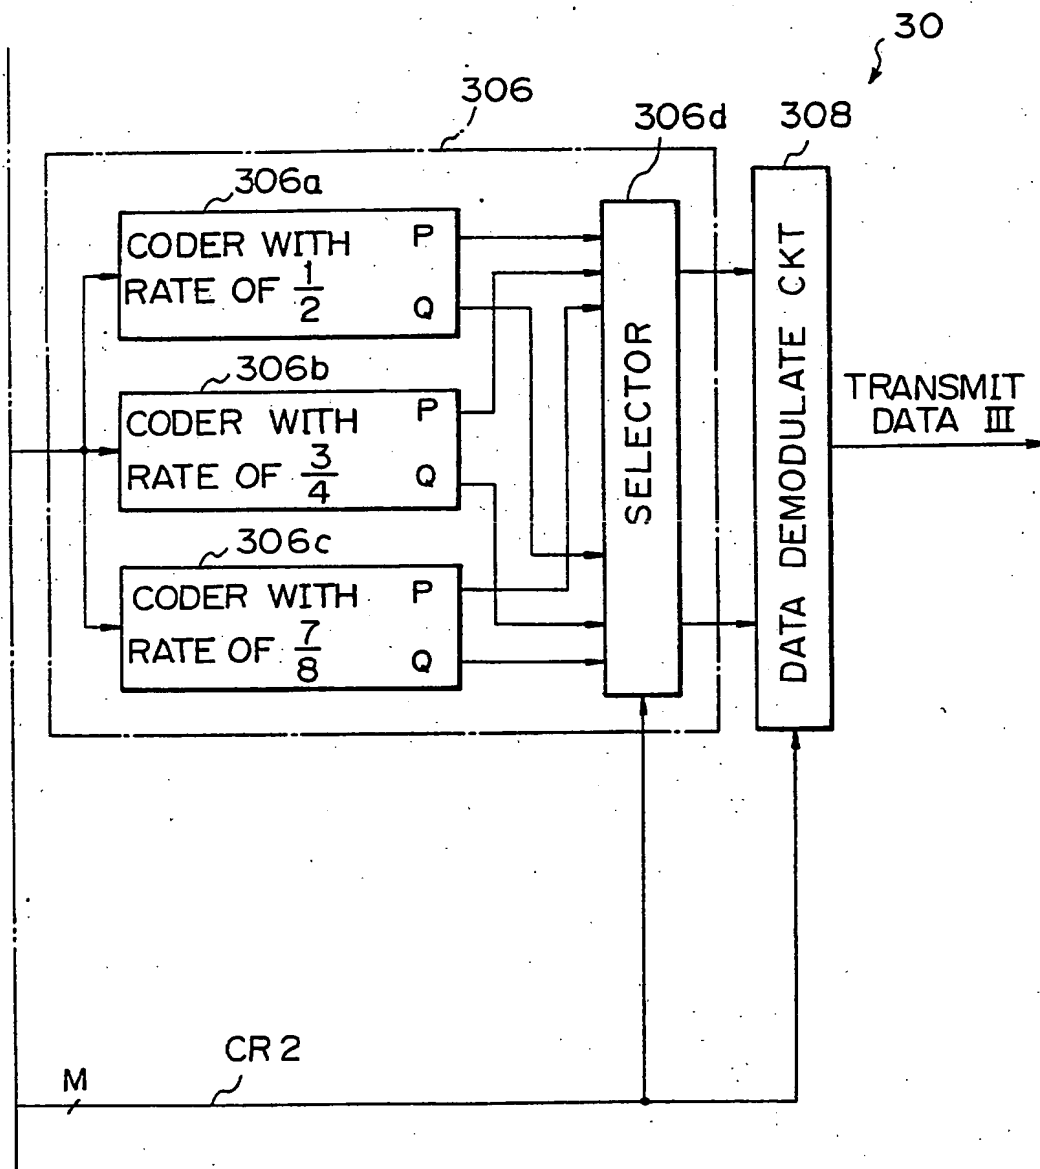 30
306
306d
308
306a
CODER WITH P
RATE OF 1/2 Q
306b
CODER WITH P
RATE OF 3/4 Q
306c
CODER WITH P
RATE OF 7/8 Q
SELECTOR
DATA DEMODULATE CKT
TRANSMIT
DATA III
M
CR2